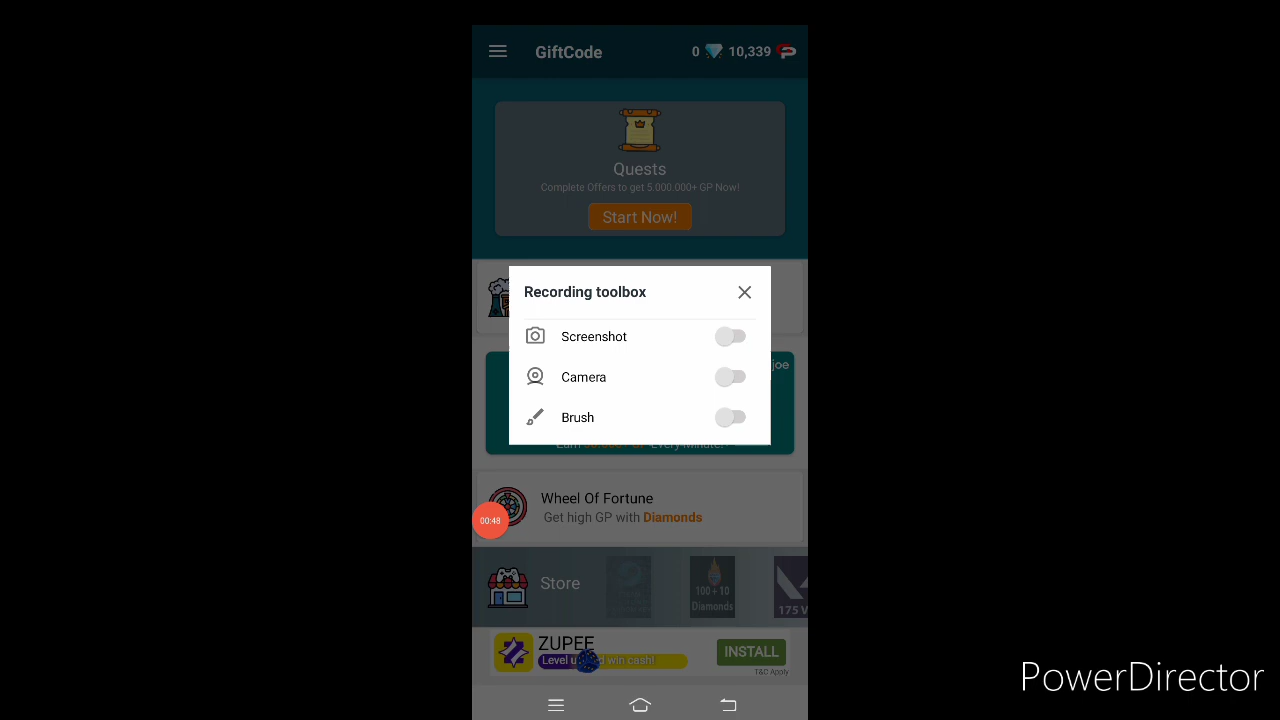 GiftCode
0
10,339
Quests
Complete Offers to get 5.000.000+ GP Now!
Start Now!
Recording toolbox
Screenshot
Camera
Brush
joe
Every Minute!
Wheel Of Fortune
Get high GP with Diamonds
00:48
Store
100 + 10
Diamonds
175 V
ZUPEE
Level u d win cash!
INSTALL
T&C Apply
PowerDirector